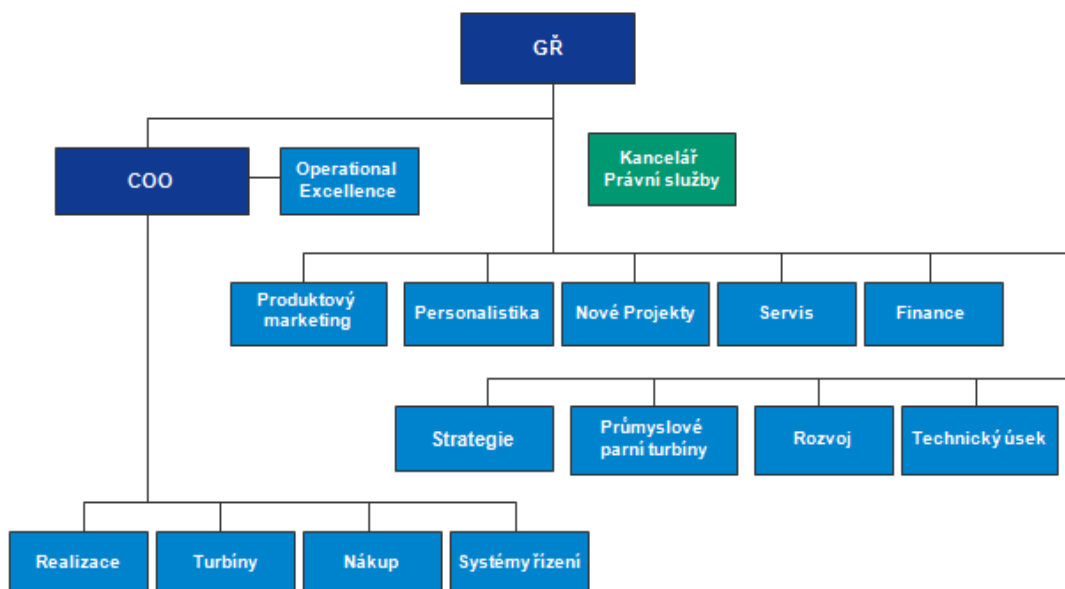 GŘ
COO
Operational
Excellence
Kancelář
Právní služby
Produktový
marketing
Personalistika
Nové Projekty
Servis
Finance
Strategie
Průmyslové
parní turbíny
Rozvoj
Technický úsek
Realizace
Turbíny
Nákup
Systémy řízení